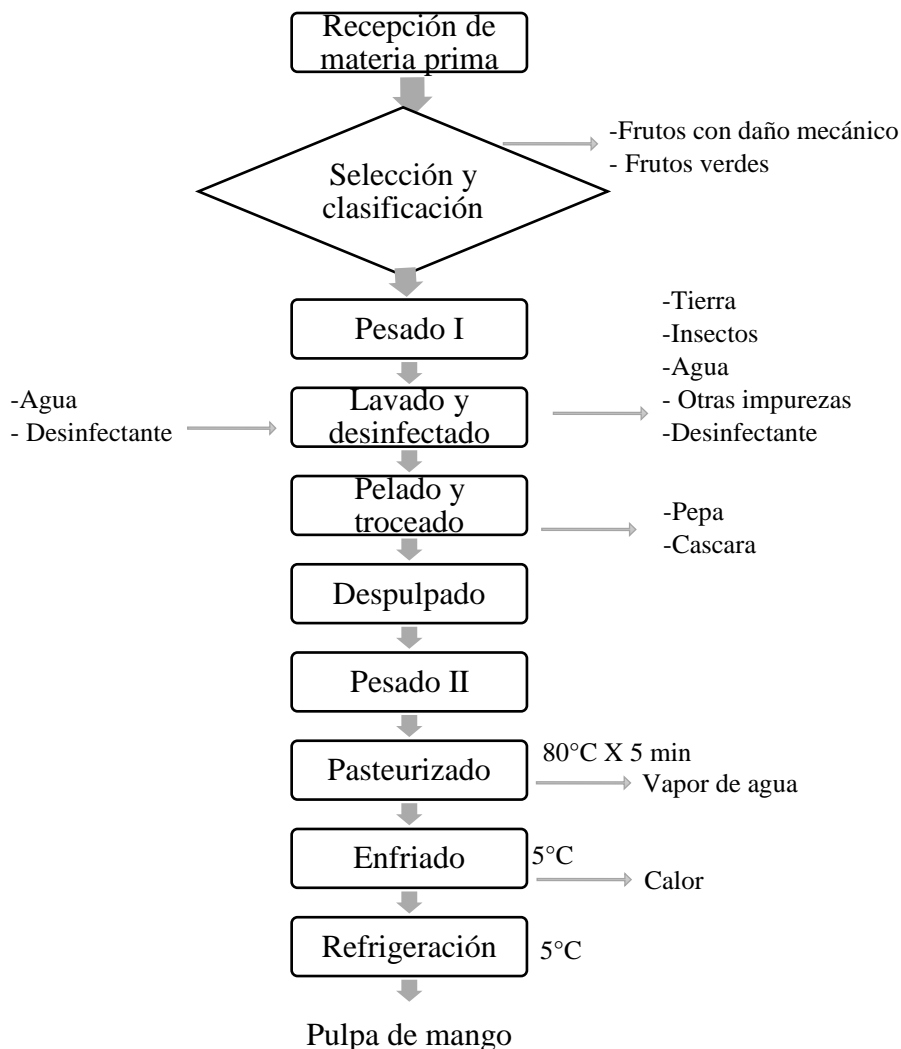 Recepción de
materia prima
-Frutos con daño mecánico
- Frutos verdes
Selección y
clasificación
Pesado I
-Tierra
-Insectos
-Agua
- Otras impurezas
-Desinfectante
-Agua
- Desinfectante
Lavado y
desinfectado
Pelado y
troceado
-Pepa
-Cascara
Despulpado
Pesado II
Pasteurizado
80°C X 5 min
Vapor de agua
Enfriado
5°C
Calor
Refrigeración
5°C
Pulpa de mango